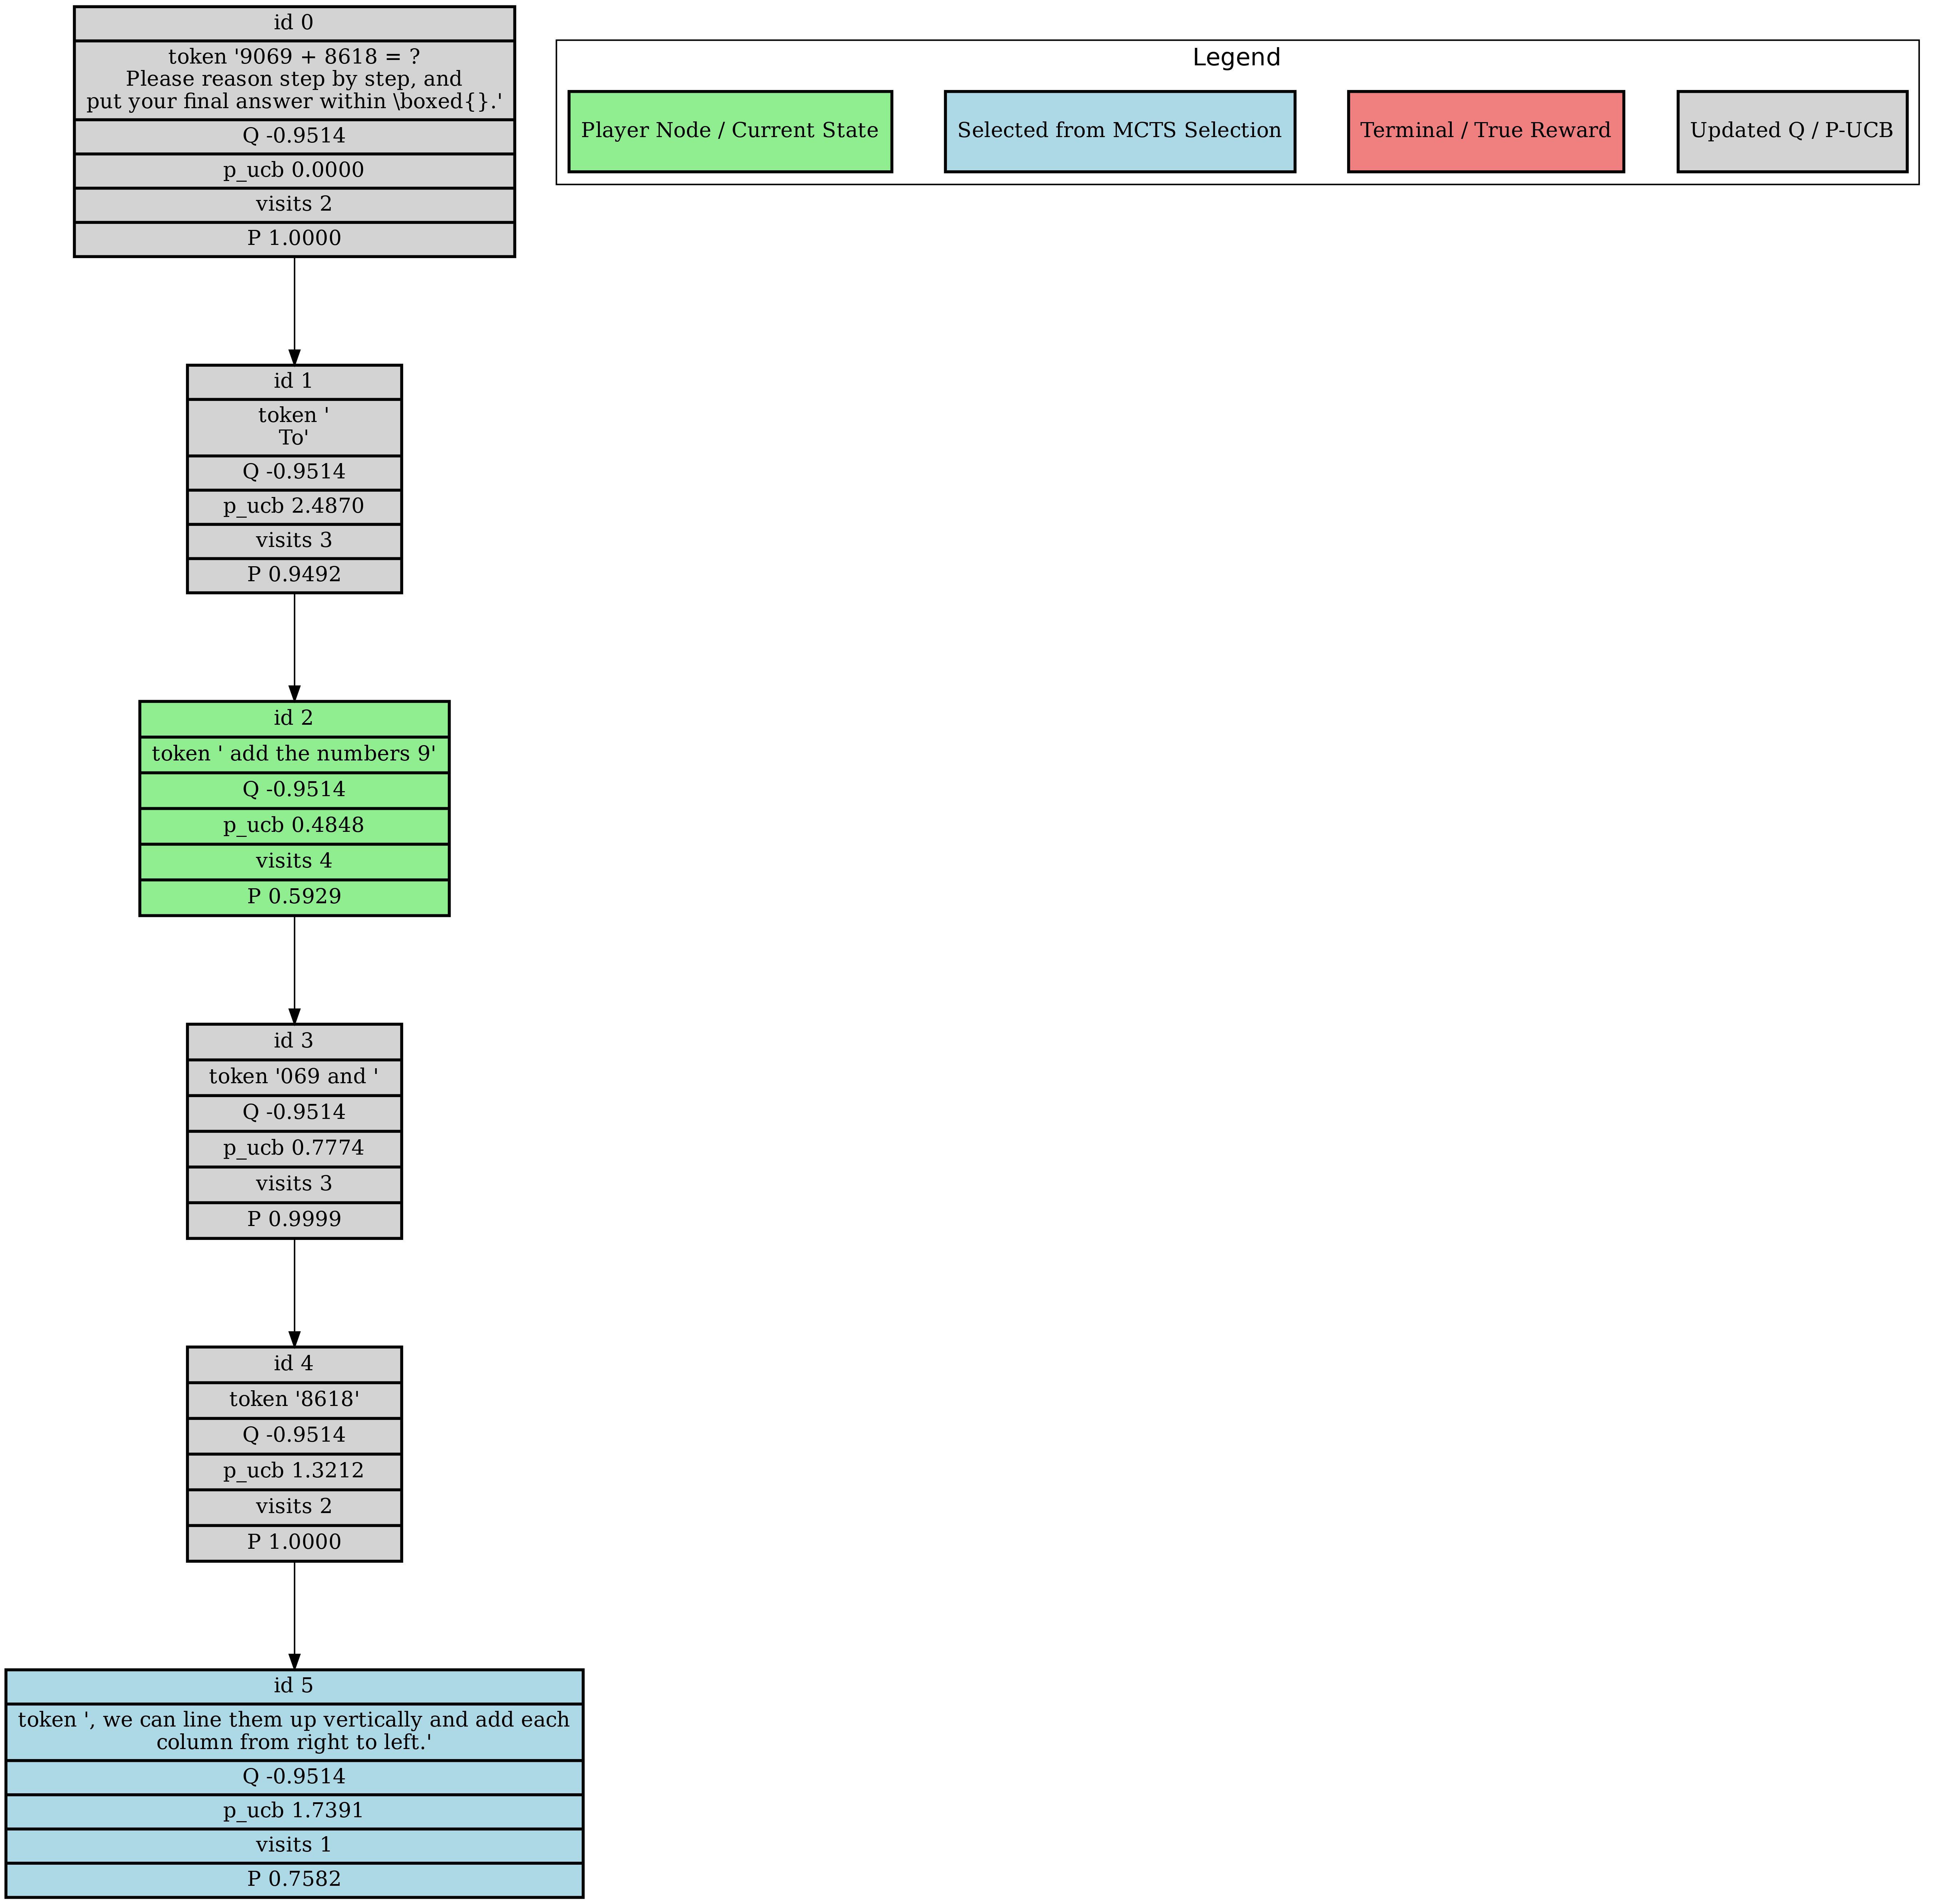 id 0
token '9069 + 8618 = ?
Please reason step by step, and
put your final answer within \boxed{}.'
Q -0.9514
p_ucb 0.0000
visits 2
P 1.0000
Legend
Player Node / Current State
Selected from MCTS Selection
Terminal / True Reward
Updated Q / P-UCB
id 1
token '
To'
Q -0.9514
p_ucb 2.4870
visits 3
P 0.9492
id 2
token ' add the numbers 9'
Q -0.9514
p_ucb 0.4848
visits 4
P 0.5929
id 3
token '069 and '
Q -0.9514
p_ucb 0.7774
visits 3
P 0.9999
id 4
token '8618'
Q -0.9514
p_ucb 1.3212
visits 2
P 1.0000
id 5
token ', we can line them up vertically and add each
column from right to left.'
Q -0.9514
p_ucb 1.7391
visits 1
P 0.7582